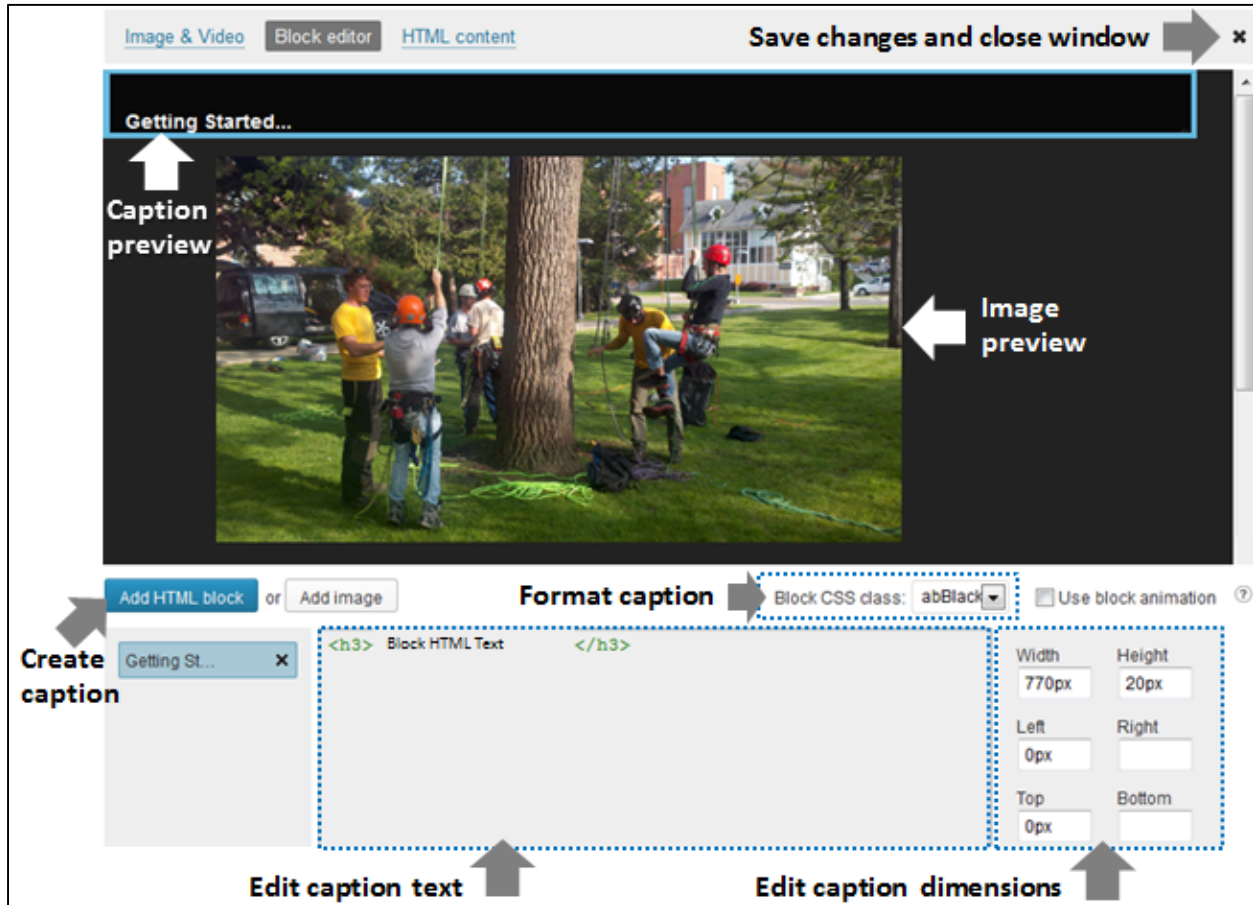 Image & Video Block editor HTML content Save changes and close window ✖
Getting Started...
Caption
preview
Image
preview
Add HTML block or Add image Format caption Block CSS class: abBlack Use block animation ?
Create
caption
Getting St... ✖
<h3> Block HTML Text </h3>
Width Height
770px 20px
Left Right
0px
Top Bottom
0px
Edit caption text Edit caption dimensions